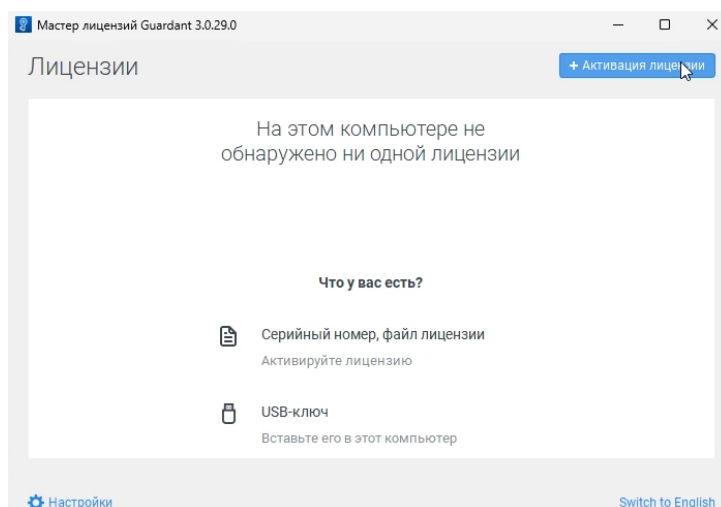 Мастер лицензий Guardant 3.0.29.0
Лицензии
+ Активация лицензии
На этом компьютере не
обнаружено ни одной лицензии
Что у вас есть?
Серийный номер, файл лицензии
Активируйте лицензию
USB-ключ
Вставьте его в этот компьютер
Настройки
Switch to English